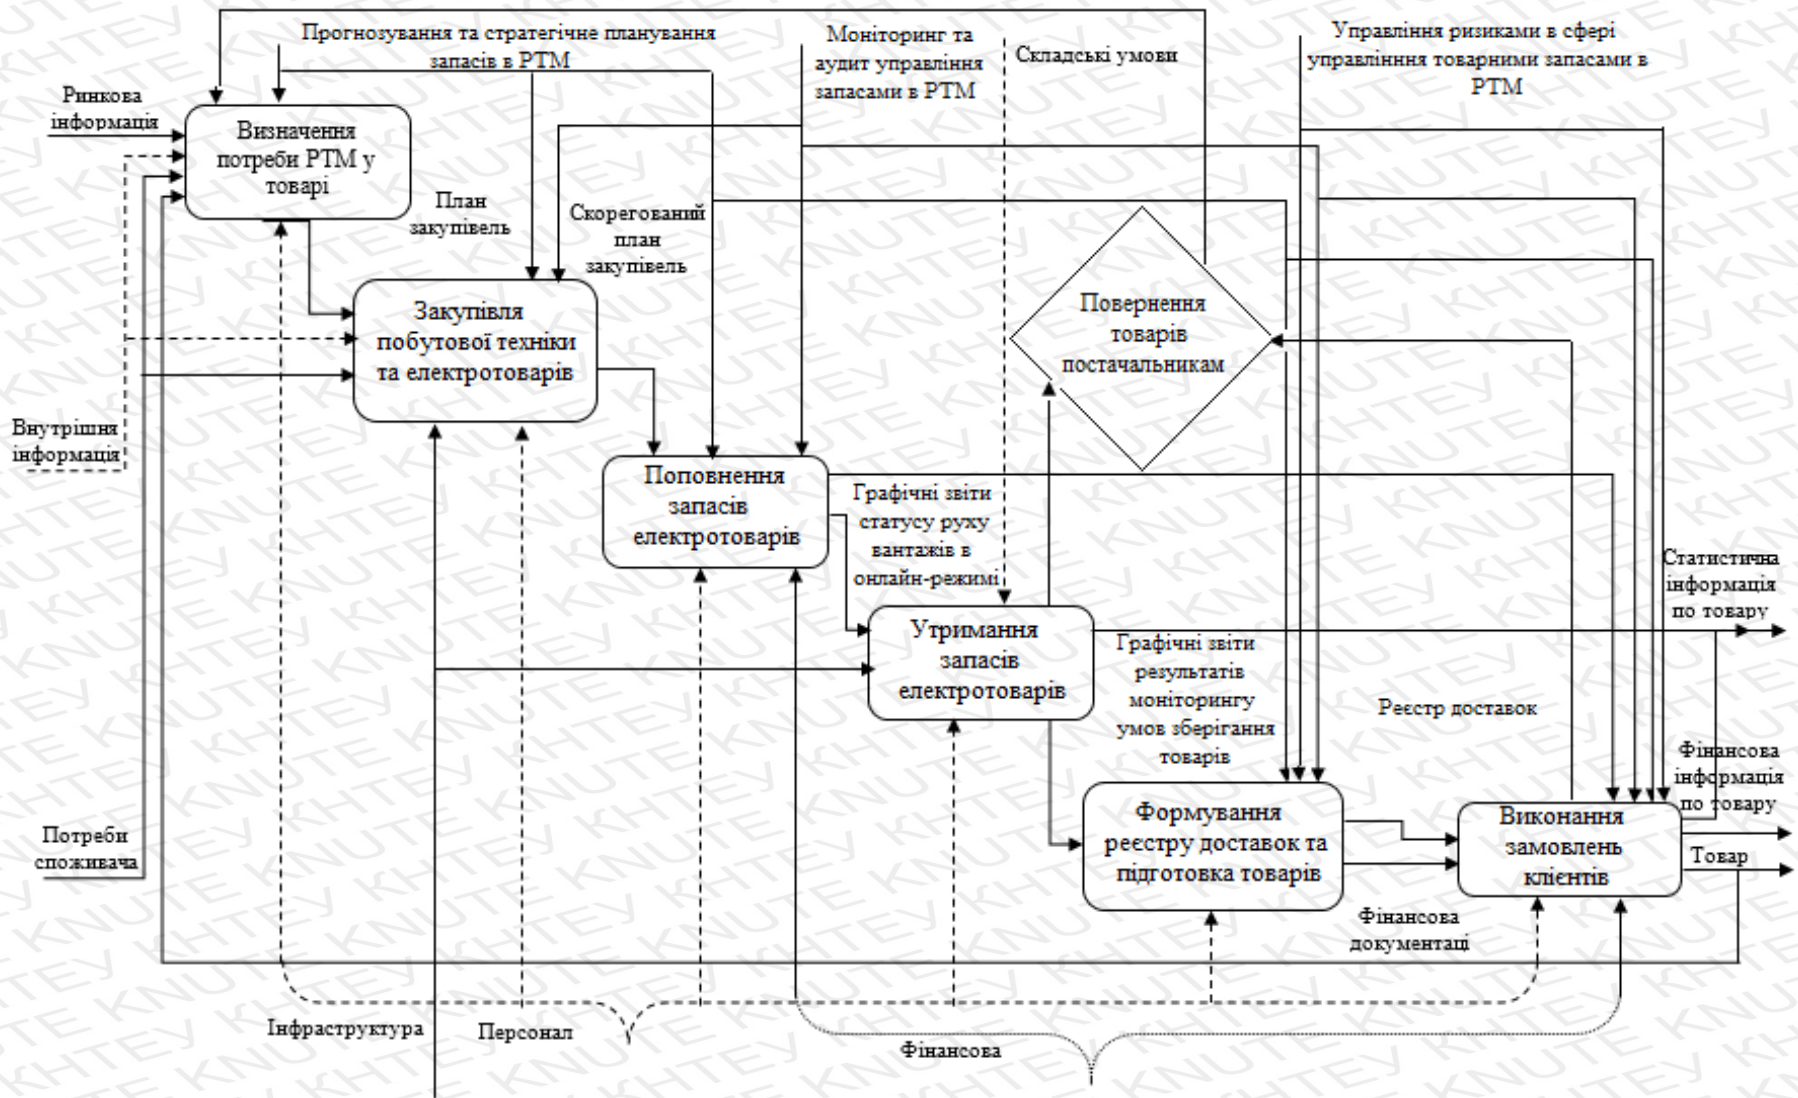 Прогнозування та стратегічне планування
запасів в РТМ
Моніторинг та
аудит управління
запасами в РТМ
Складські умови
Управління ризиками в сфері
управлінння товарними запасами в
РТМ
Ринкова
інформація
Визначення
потреби РТМ у
товарі
План
закупівель
Скорегований
план
закупівель
Закупівля
побутової техніки
та електротоварів
Повернення
товарів
постачальникам
Внутрішня
інформація
Поповнення
запасів
електротоварів
Графічні звіти
статусу руху
вантажів в
онлайн-режимі
Статистична
інформація
по товару
Утримання
запасів
електротоварів
Графічні звіти
результатів
моніторингу
умов зберігання
товарів
Реєстр доставок
Фінансова
інформація
по товару
Потреби
споживача
Формування
реєстру доставок та
підготовка товарів
Виконання
замовлень
клієнтів
Товар
Фінансова
документаці
Інфраструктура
Персонал
Фінансова
KHTEY KNUTE